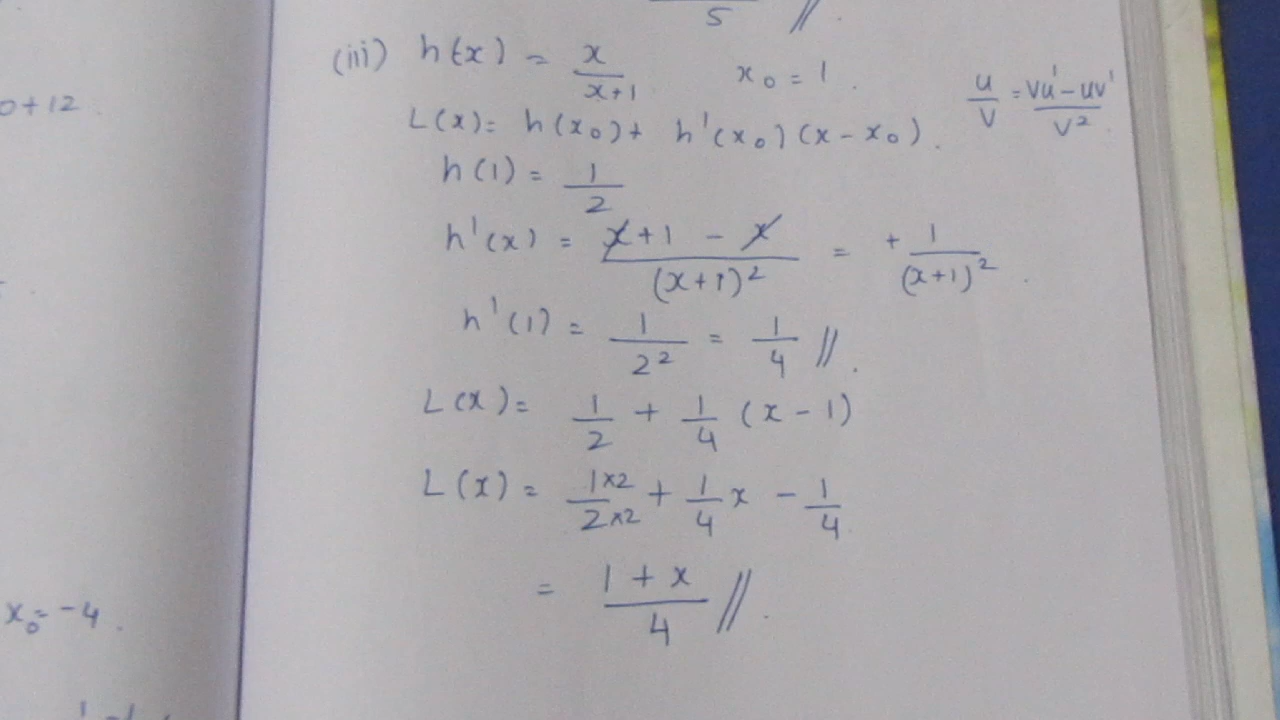 5 //
(iii) h(x) = x/(x+1) x₀ = 1.
u/v = (vu' - uv')/v²
L(x) = h(x₀) + h'(x₀)(x - x₀).
h(1) = 1/2
h'(x) = (x+1 - x)/(x+1)² = + 1/(x+1)².
h'(1) = 1/2² = 1/4 //.
L(x) = 1/2 + 1/4 (x - 1)
L(x) = 1×2/2×2 + 1/4 x - 1/4
= (1 + x)/4 //.
0+12
x₀ = -4.